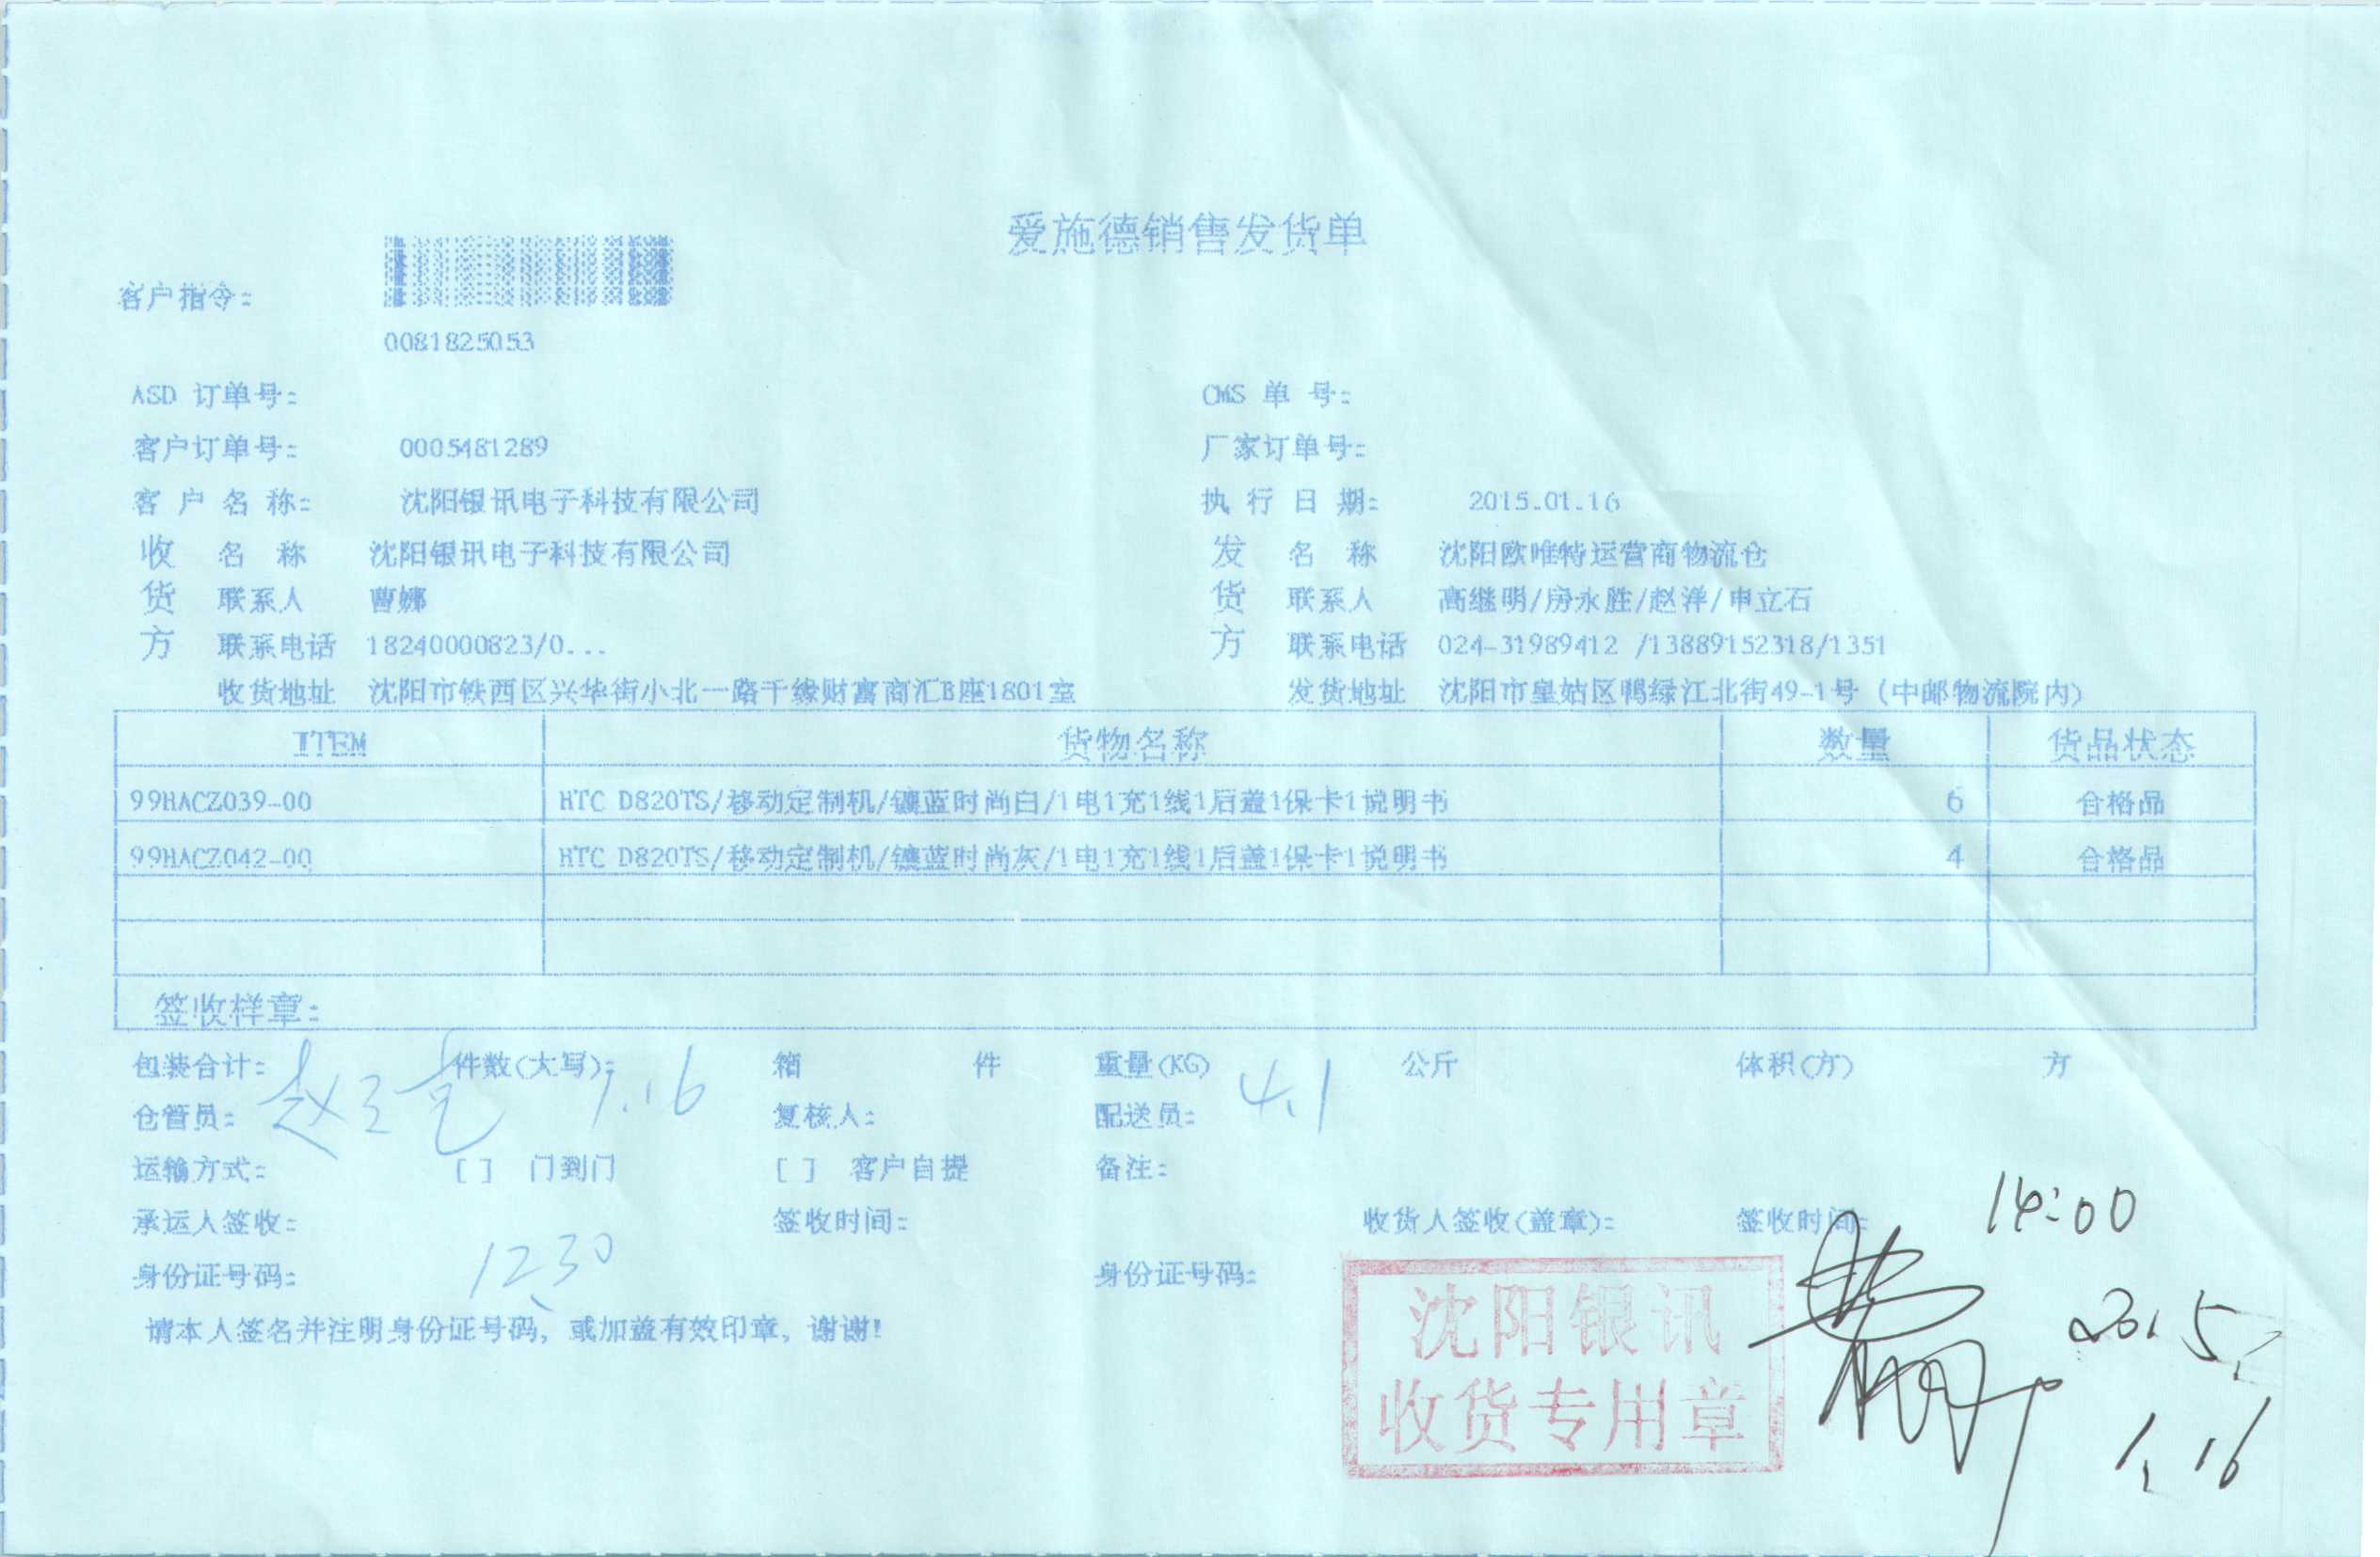 爱施德销售发货单
客户指令:
0081825053
ASD 订单号: CMS 单 号:
客户订单号: 0005481289 厂家订单号:
客 户 名 称: 沈阳银讯电子科技有限公司 执 行 日 期: 2015.01.16
收 名 称 沈阳银讯电子科技有限公司 发 名 称 沈阳欧唯特运营商物流仓
货 联系人 曹娜 货 联系人 高继明/房永胜/赵洋/申立石
方 联系电话 18240000823/0... 方 联系电话 024-31989412 /13889152318/1351
收货地址 沈阳市铁西区兴华街小北一路千缘财富商汇B座1801室 发货地址 沈阳市皇姑区鸭绿江北街49-1号 (中邮物流院内)
ITEM 货物名称 数量 货品状态
99HACZ039-00 HTC D820TS/移动定制机/镶蓝时尚白/1电1充1线1后盖1保卡1说明书 6 合格品
99HACZ042-00 HTC D820TS/移动定制机/镶蓝时尚灰/1电1充1线1后盖1保卡1说明书 4 合格品
签收样章:
包装合计: 件数(大写): 箱 件 重量(KG) 4.1 公斤 体积(方) 方
仓管员: 1.16 复核人: 配送员:
运输方式: [ ] 门到门 [ ] 客户自提 备注:
承运人签收: 签收时间: 收货人签收(盖章): 签收时间: 14:00
身份证号码: 12:30 身份证号码:
请本人签名并注明身份证号码, 或加盖有效印章, 谢谢!
沈阳银讯
收货专用章
2015.
1.16